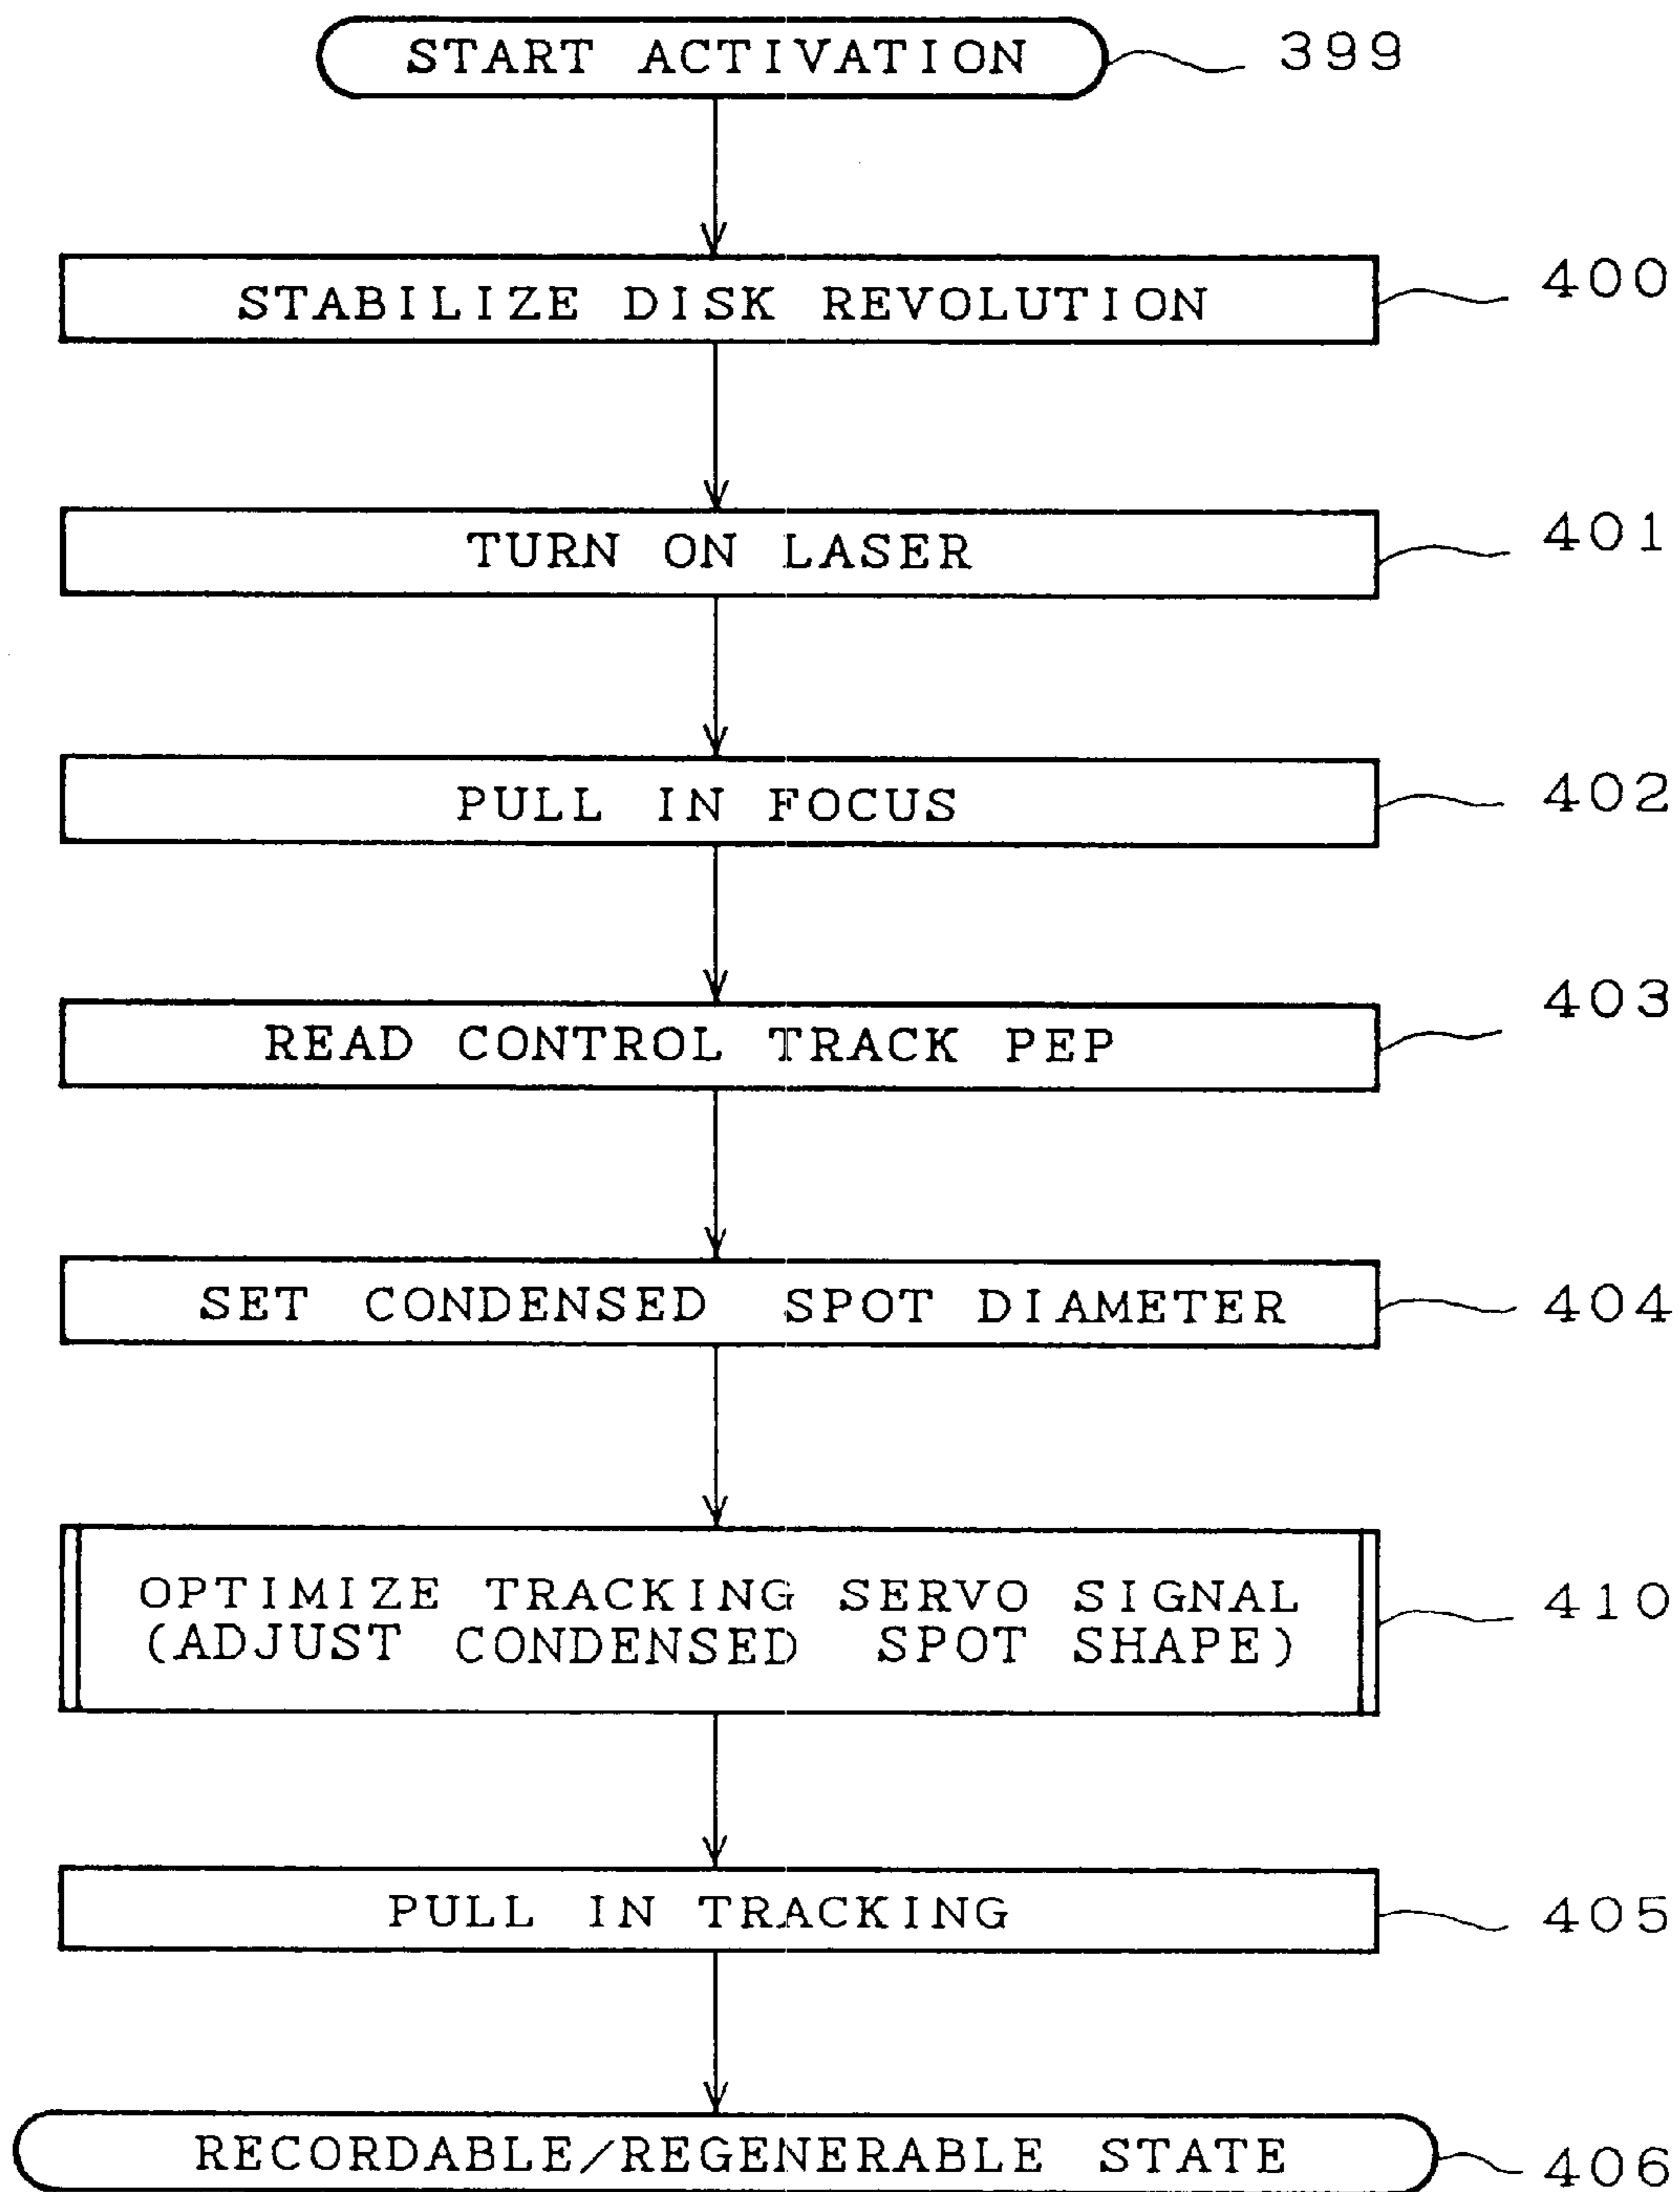 START ACTIVATION 399
STABILIZE DISK REVOLUTION 400
TURN ON LASER 401
PULL IN FOCUS 402
READ CONTROL TRACK PEP 403
SET CONDENSED SPOT DIAMETER 404
OPTIMIZE TRACKING SERVO SIGNAL 410
(ADJUST CONDENSED SPOT SHAPE)
PULL IN TRACKING 405
RECORDABLE/REGENERABLE STATE 406